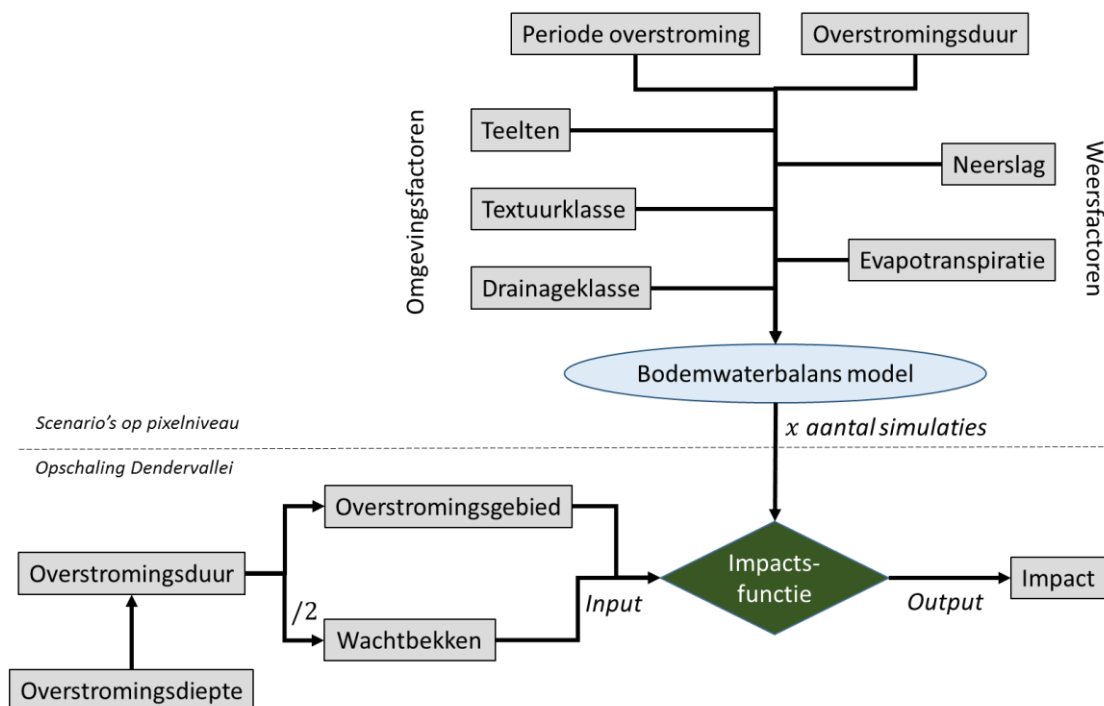 Periode overstroming
Overstromingsduur
Omgevingsfactoren
Teelten
Textuurklasse
Drainageklasse
Neerslag
Evapotranspiratie
Weersfactoren
Bodemwaterbalans model
Scenario's op pixelniveau
x aantal simulaties
Opschaling Dendervallei
Overstromingsduur
Overstromingsdiepte
/2
Overstromingsgebied
Wachtbekken
Input
Impacts-
functie
Output
Impact